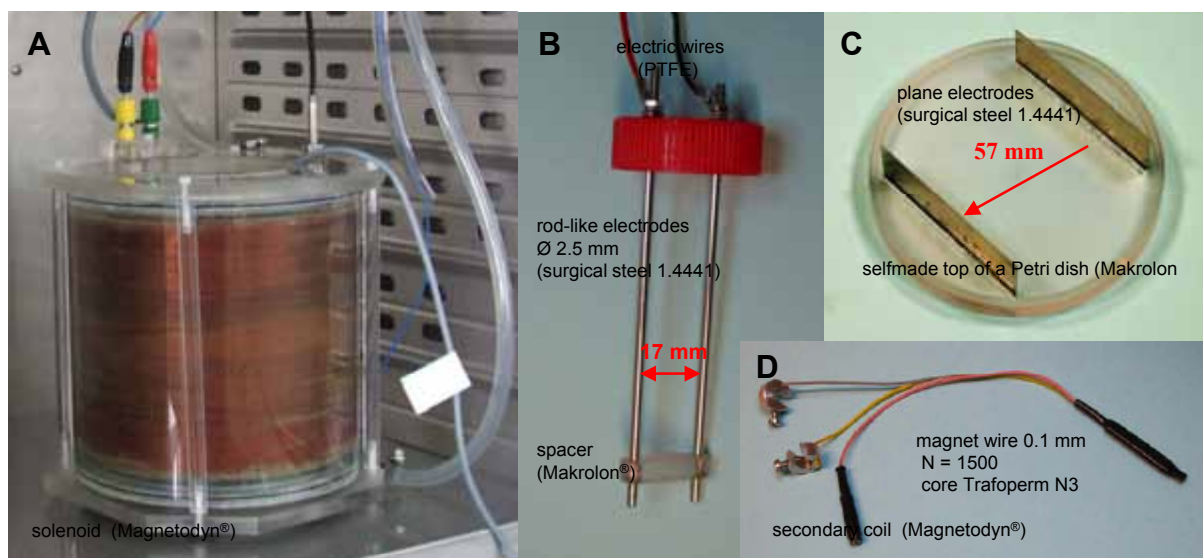 A
solenoid (Magnetodyn®)
B
electric wires
(PTFE)
rod-like electrodes
Ø 2.5 mm
(surgical steel 1.4441)
17 mm
spacer
(Makrolon®)
C
plane electrodes
(surgical steel 1.4441)
57 mm
selfmade top of a Petri dish (Makrolon
D
magnet wire 0.1 mm
N = 1500
core Trafoperm N3
secondary coil (Magnetodyn®)